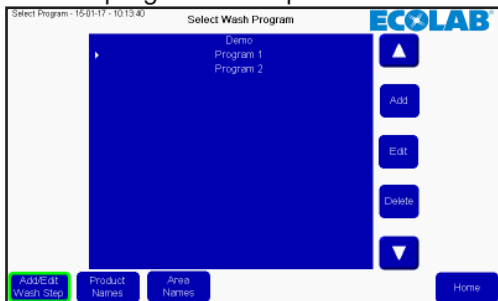 Select Program - 16-01-17 - 10:13:40
Select Wash Program
ECOLAB®
Demo
Program 1
Program 2
Add
Edit
Delete
Add/Edit
Wash Step
Product
Names
Area
Names
Home